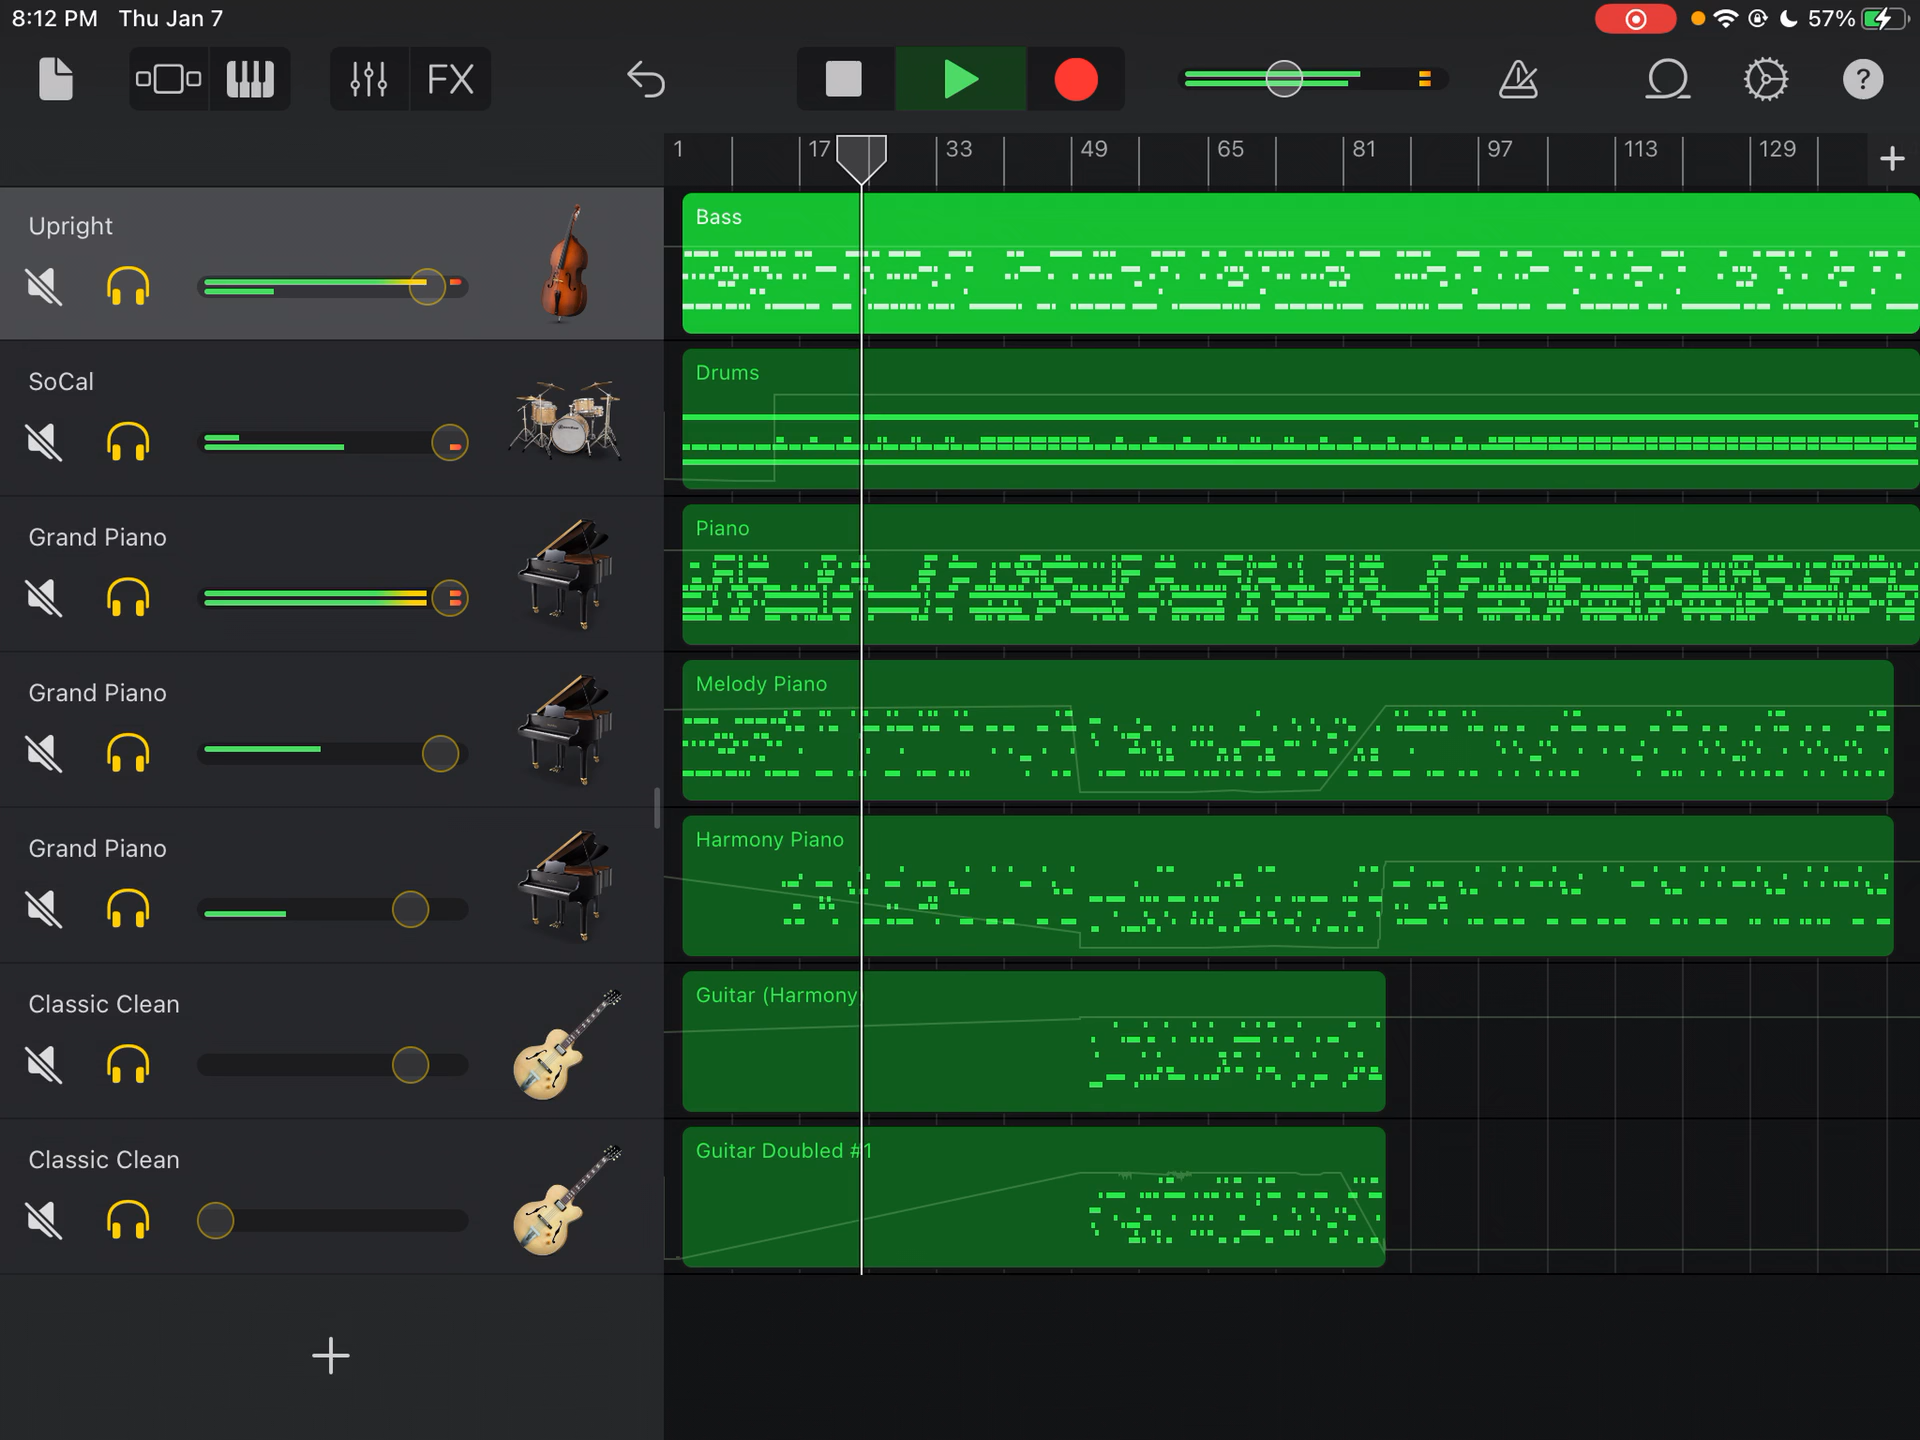 8:12 PM Thu Jan 7
57%
FX
?
1 17 33 49 65 81 97 113 129
Upright
Bass
SoCal
Drums
Grand Piano
Piano
Grand Piano
Melody Piano
Grand Piano
Harmony Piano
Classic Clean
Guitar (Harmony
Classic Clean
Guitar Doubled #1